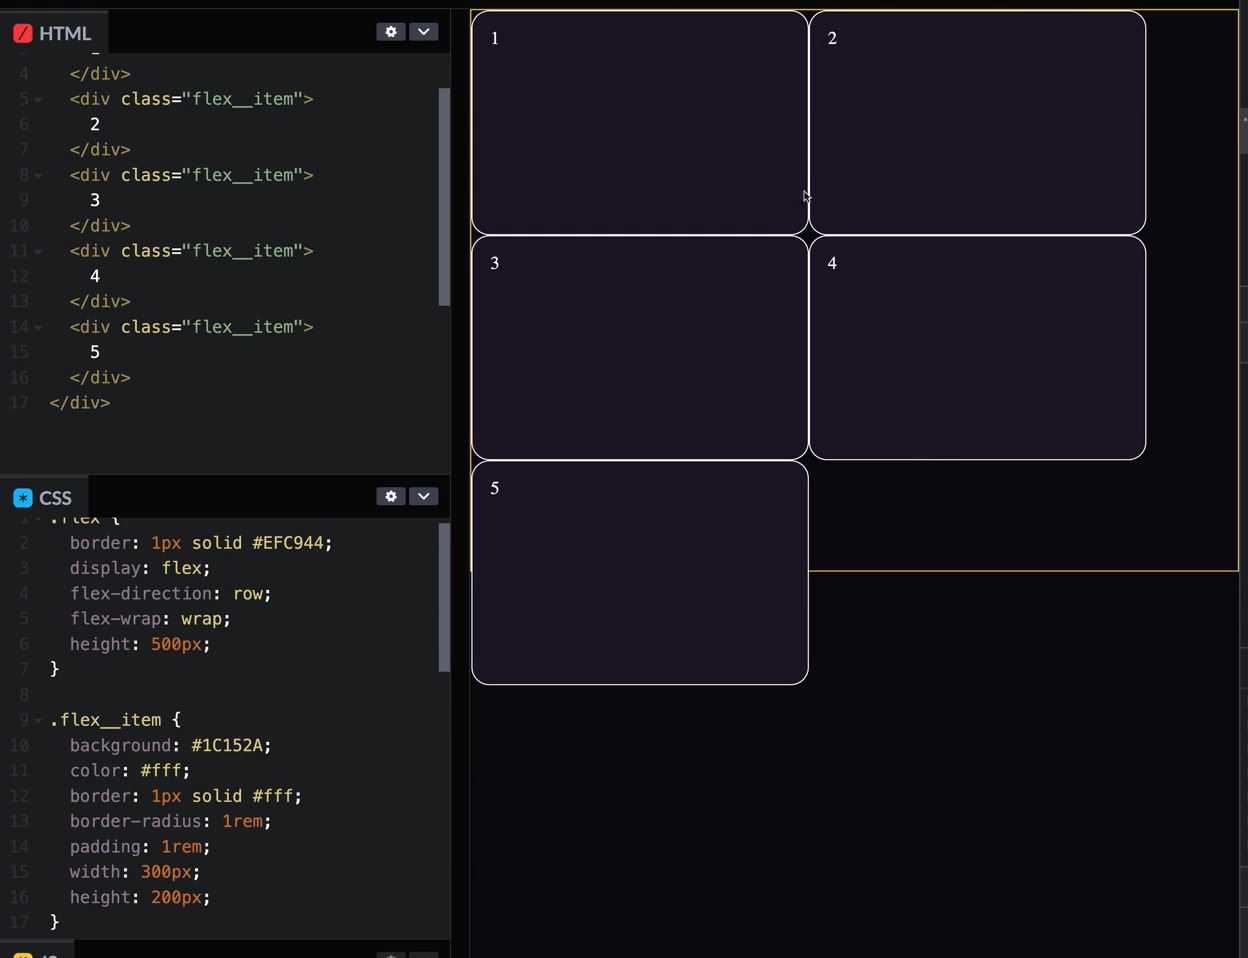 HTML
4 </div>
5 <div class="flex__item">
6 2
7 </div>
8 <div class="flex__item">
9 3
10 </div>
11 <div class="flex__item">
12 4
13 </div>
14 <div class="flex__item">
15 5
16 </div>
17 </div>
CSS
1 .flex {
2 border: 1px solid #EFC944;
3 display: flex;
4 flex-direction: row;
5 flex-wrap: wrap;
6 height: 500px;
7 }
8
9 .flex__item {
10 background: #1C152A;
11 color: #fff;
12 border: 1px solid #fff;
13 border-radius: 1rem;
14 padding: 1rem;
15 width: 300px;
16 height: 200px;
17 }
JS
1
2
3
4
5